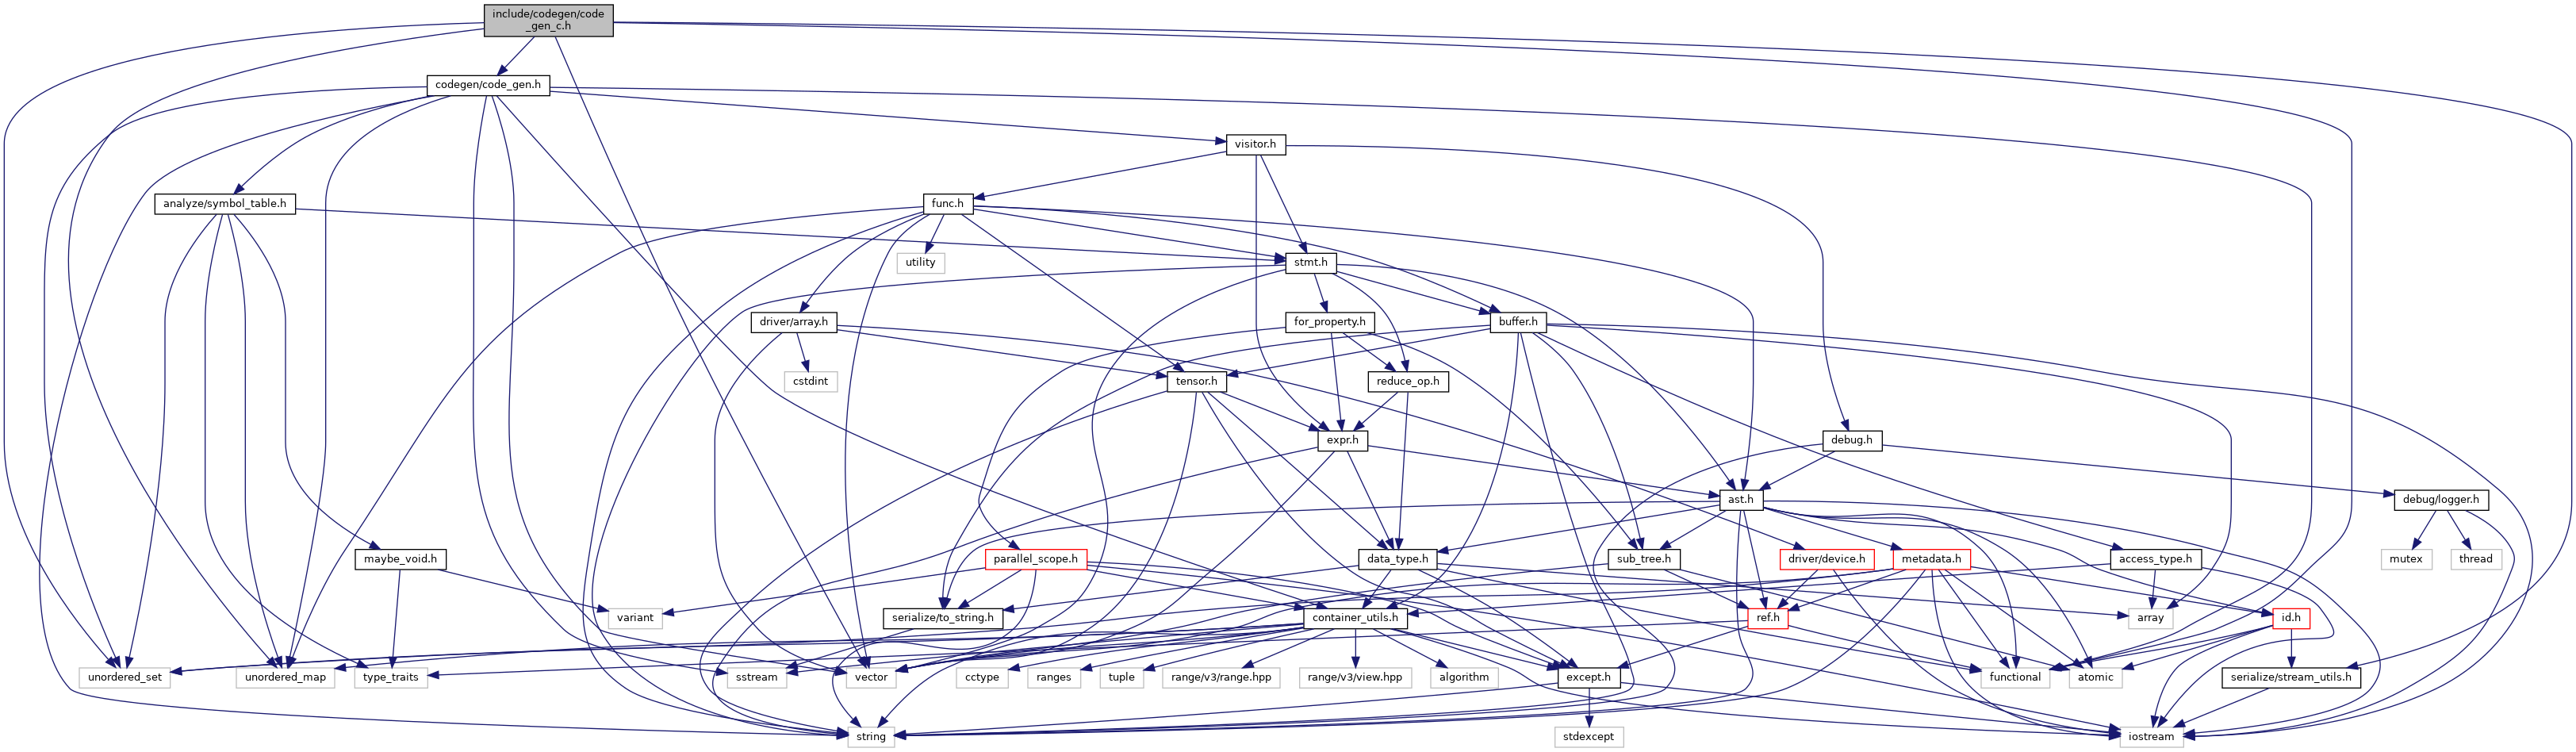 include/codegen/code
_gen_c.h
codegen/code_gen.h
visitor.h
analyze/symbol_table.h
func.h
utility
stmt.h
driver/array.h
for_property.h
buffer.h
cstdint
tensor.h
reduce_op.h
expr.h
debug.h
ast.h
debug/logger.h
maybe_void.h
parallel_scope.h
data_type.h
sub_tree.h
driver/device.h
metadata.h
access_type.h
mutex
thread
variant
serialize/to_string.h
container_utils.h
ref.h
array
id.h
unordered_set
unordered_map
type_traits
sstream
vector
cctype
ranges
tuple
range/v3/range.hpp
range/v3/view.hpp
algorithm
except.h
functional
atomic
serialize/stream_utils.h
string
stdexcept
iostream